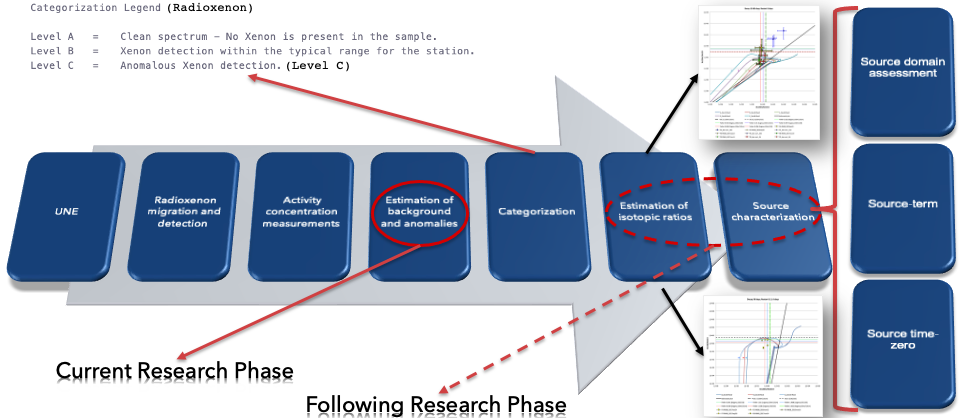 Categorization Legend (Radioxenon)
Level A = Clean spectrum – No Xenon is present in the sample.
Level B = Xenon detection within the typical range for the station.
Level C = Anomalous Xenon detection. (Level C)
UNE
Radioxenon
migration and
detection
Activity
concentration
measurements
Estimation of
background
and anomalies
Categorization
Estimation of
isotopic ratios
Source
characterization
Source domain
assessment
Source-term
Source time-
zero
Current Research Phase
Following Research Phase